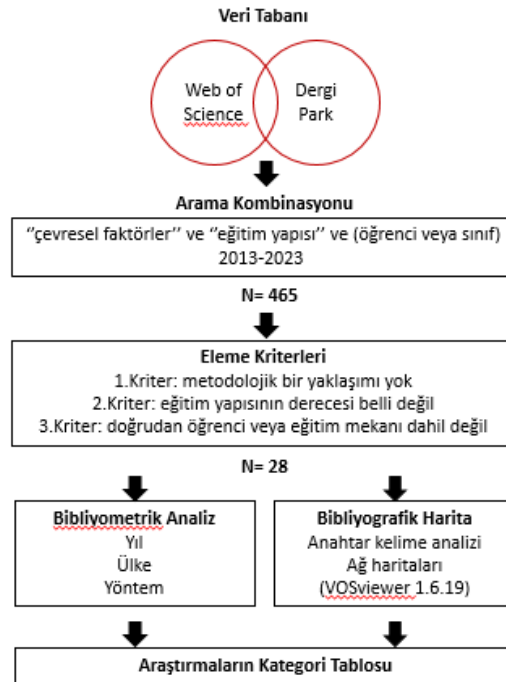 Veri Tabanı
Web of
Science
Dergi
Park
Arama Kombinasyonu
‘’çevresel faktörler’’ ve ‘’eğitim yapısı’’ ve (öğrenci veya sınıf)
2013-2023
N= 465
Eleme Kriterleri
1.Kriter: metodolojik bir yaklaşımı yok
2.Kriter: eğitim yapısının derecesi belli değil
3.Kriter: doğrudan öğrenci veya eğitim mekanı dahil değil
N= 28
Bibliyometrik Analiz
Yıl
Ülke
Yöntem
Bibliyografik Harita
Anahtar kelime analizi
Ağ haritaları
(VOSviewer 1.6.19)
Araştırmaların Kategori Tablosu